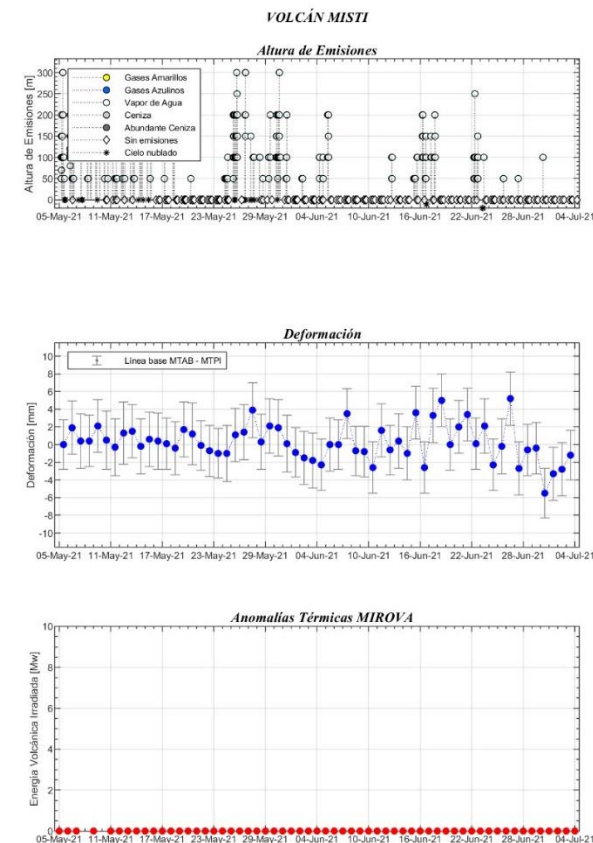 VOLCÁN MISTI
Altura de Emisiones
Altura de Emisiones [m]
300
250
200
150
100
50
0
Gases Amarillos
Gases Azulinos
Vapor de Agua
Ceniza
Abundante Ceniza
Sin emisiones
Cielo nublado
05-May-21 11-May-21 17-May-21 23-May-21 29-May-21 04-Jun-21 10-Jun-21 16-Jun-21 22-Jun-21 28-Jun-21 04-Jul-21
Deformación
Deformación [mm]
10
8
6
4
2
0
-2
-4
-6
-8
-10
Línea base MTAB - MTPI
05-May-21 11-May-21 17-May-21 23-May-21 29-May-21 04-Jun-21 10-Jun-21 16-Jun-21 22-Jun-21 28-Jun-21 04-Jul-21
Anomalías Térmicas MIROVA
Energía Volcánica Irradiada [Mw]
10
8
6
4
2
0
05-May-21 11-May-21 17-May-21 23-May-21 29-May-21 04-Jun-21 10-Jun-21 16-Jun-21 22-Jun-21 28-Jun-21 04-Jul-21